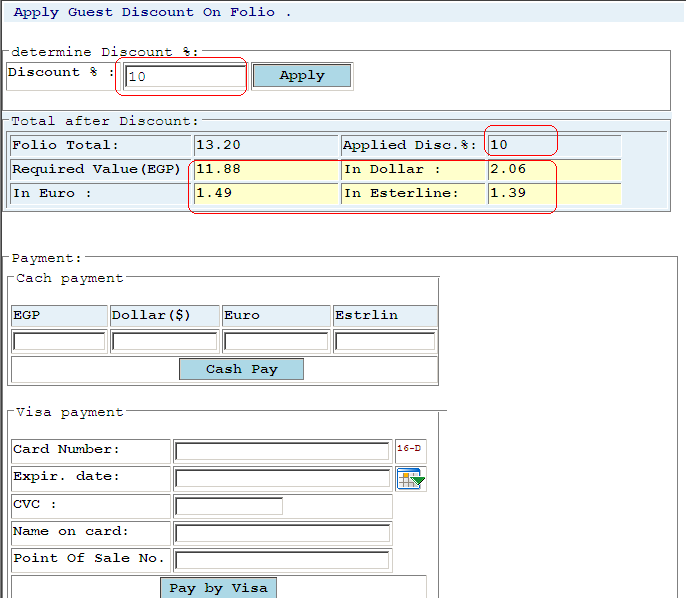 Apply Guest Discount On Folio .
determine Discount %:
Discount % : 10 Apply
Total after Discount:
Folio Total: 13.20 Applied Disc.%: 10
Required Value(EGP) 11.88 In Dollar : 2.06
In Euro : 1.49 In Esterline: 1.39
Payment:
Cach payment
EGP Dollar($) Euro Estrlin
Cash Pay
Visa payment
Card Number: 16-D
Expir. date:
CVC :
Name on card:
Point Of Sale No.
Pay by Visa